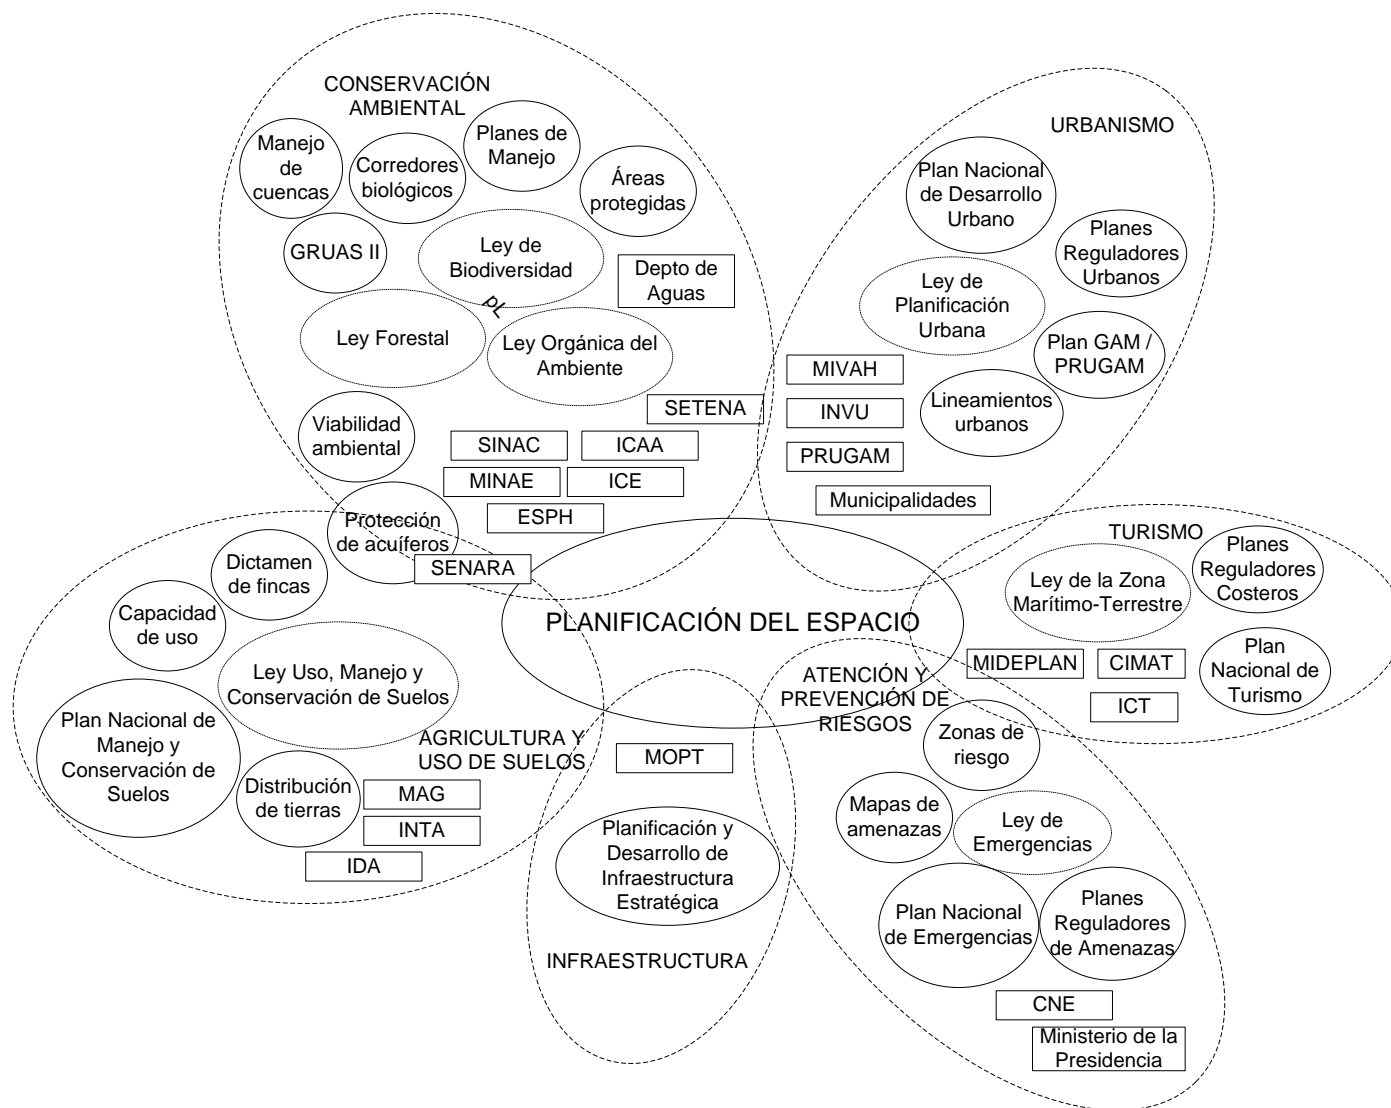 CONSERVACIÓN
AMBIENTAL
Manejo
de
cuencas
Corredores
biológicos
Planes de
Manejo
Áreas
protegidas
GRUAS II
Ley de
Biodiversidad
pL
Depto de
Aguas
Ley Forestal
Ley Orgánica del
Ambiente
SETENA
Viabilidad
ambiental
SINAC
ICAA
MINAE
ICE
ESPH
Protección
de acuíferos
SENARA
URBANISMO
Plan Nacional
de Desarrollo
Urbano
Planes
Reguladores
Urbanos
Ley de
Planificación
Urbana
Plan GAM /
PRUGAM
MIVAH
INVU
Lineamientos
urbanos
PRUGAM
Municipalidades
TURISMO
Planes
Reguladores
Costeros
Ley de la Zona
Marítimo-Terrestre
MIDEPLAN
CIMAT
Plan
Nacional de
Turismo
ICT
PLANIFICACIÓN DEL ESPACIO
Dictamen
de fincas
Capacidad
de uso
Ley Uso, Manejo y
Conservación de Suelos
Plan Nacional de
Manejo y
Conservación de
Suelos
AGRICULTURA Y
USO DE SUELOS
Distribución
de tierras
MAG
INTA
IDA
MOPT
Planificación y
Desarrollo de
Infraestructura
Estratégica
INFRAESTRUCTURA
ATENCIÓN Y
PREVENCIÓN DE
RIESGOS
Zonas de
riesgo
Mapas de
amenazas
Ley de
Emergencias
Plan Nacional
de Emergencias
Planes
Reguladores
de Amenazas
CNE
Ministerio de la
Presidencia